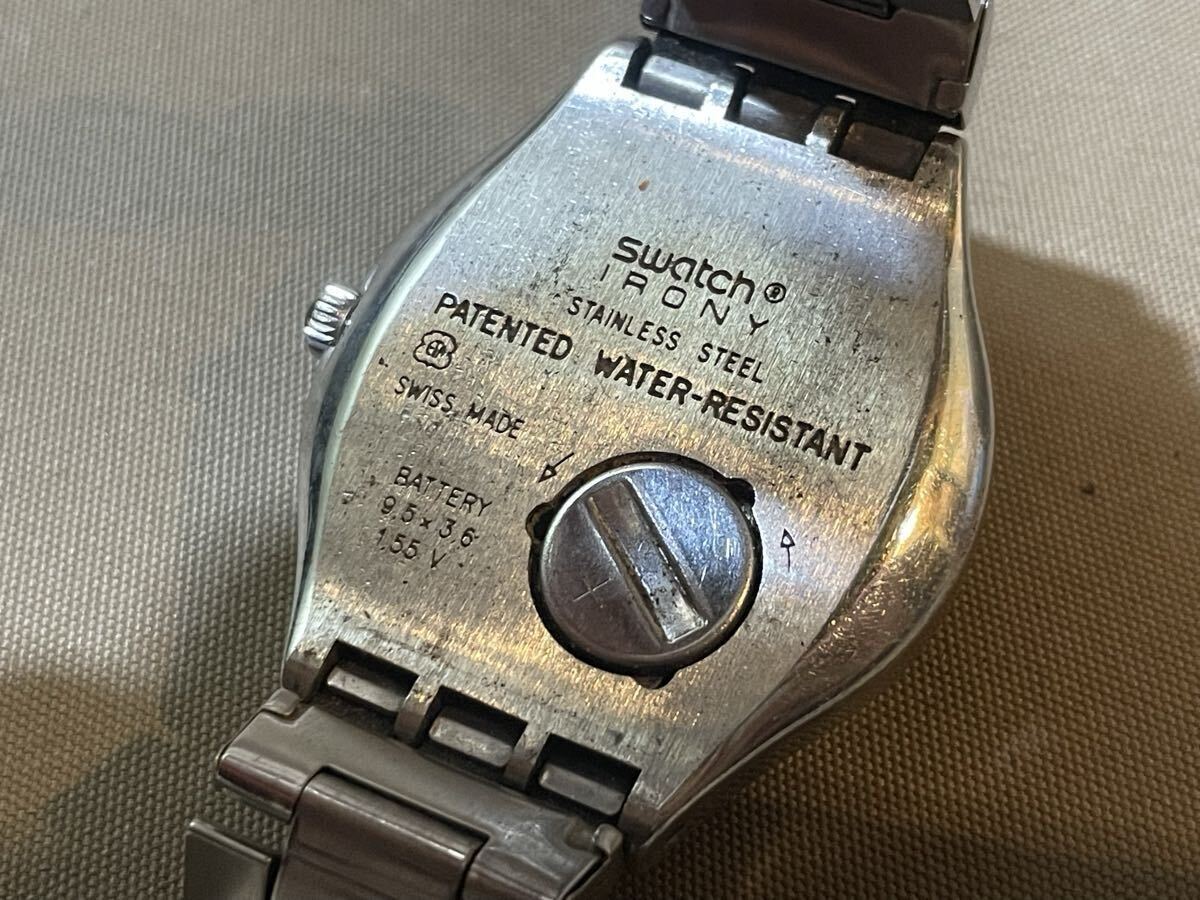 swatch®
IRONY
STAINLESS STEEL
PATENTED WATER-RESISTANT
SWISS MADE
BATTERY
9.5 x 3.6
1.55 V
+